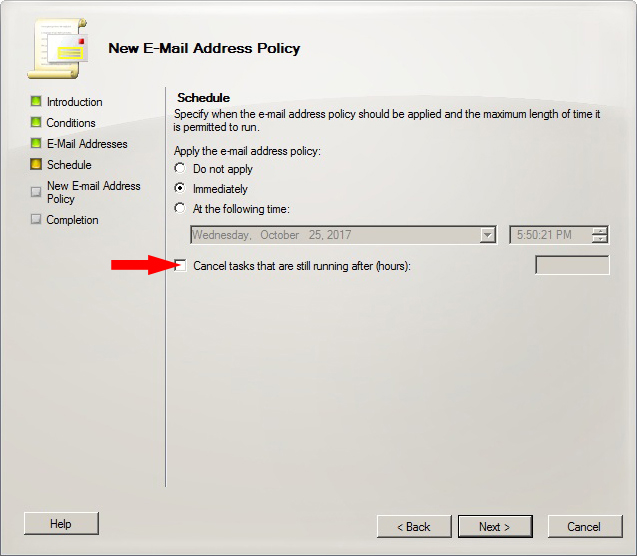 New E-Mail Address Policy
Introduction
Conditions
E-Mail Addresses
Schedule
New E-mail Address
Policy
Completion
Schedule
Specify when the e-mail address policy should be applied and the maximum length of time it
is permitted to run.
Apply the e-mail address policy:
Do not apply
Immediately
At the following time:
Wednesday, October 25, 2017
5:50:21 PM
Cancel tasks that are still running after (hours):
Help
< Back
Next >
Cancel